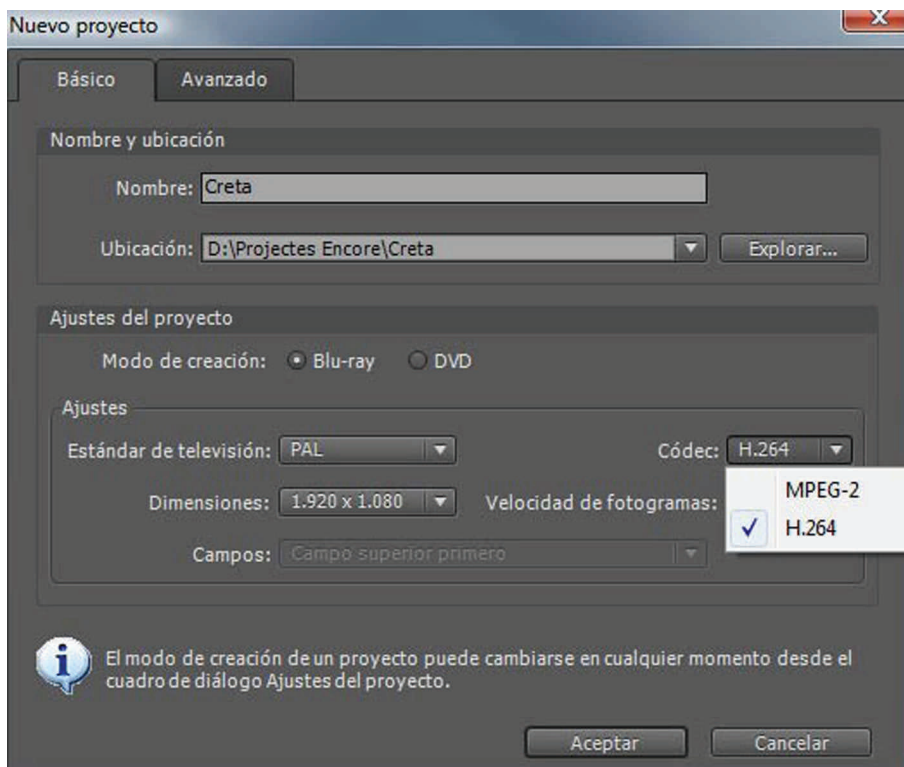 Nuevo proyecto
Básico Avanzado
Nombre y ubicación
Nombre: Creta
Ubicación: D:\Projectes Encore\Creta Explorar...
Ajustes del proyecto
Modo de creación: Blu-ray DVD
Ajustes
Estándar de televisión: PAL Códec: H.264
MPEG-2
Dimensiones: 1.920 x 1.080 Velocidad de fotogramas:
H.264
Campos: Campo superior primero
El modo de creación de un proyecto puede cambiarse en cualquier momento desde el
cuadro de diálogo Ajustes del proyecto.
Aceptar Cancelar